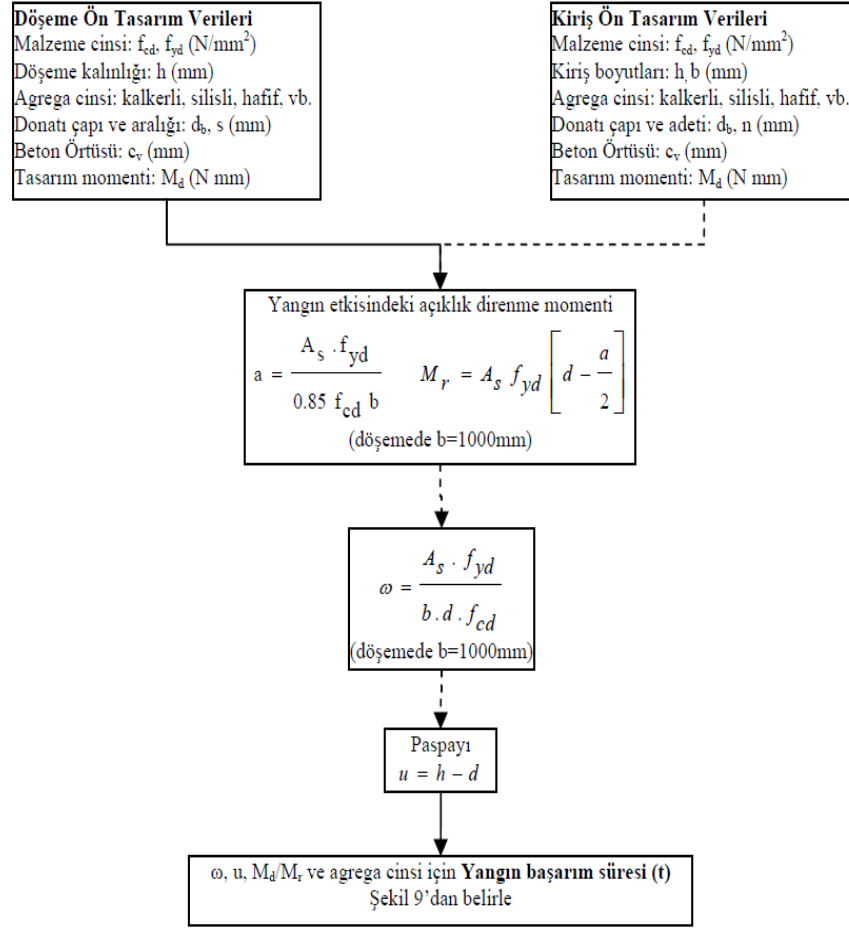 Döşeme Ön Tasarım Verileri
Malzeme cinsi: fcd, fyd (N/mm²)
Döşeme kalınlığı: h (mm)
Agrega cinsi: kalkerli, silisli, hafif, vb.
Donatı çapı ve aralığı: db, s (mm)
Beton Örtüsü: cv (mm)
Tasarım momenti: Md (N mm)
Kiriş Ön Tasarım Verileri
Malzeme cinsi: fcd, fyd (N/mm²)
Kiriş boyutları: h, b (mm)
Agrega cinsi: kalkerli, silisli, hafif, vb.
Donatı çapı ve adeti: db, n (mm)
Beton Örtüsü: cv (mm)
Tasarım momenti: Md (N mm)
Yangın etkisindeki açıklık direnme momenti
a = As . fyd / 0.85 fcd b    Mr = As fyd [d - a/2]
(döşemede b=1000mm)
ω = As . fyd / b . d . fcd
(döşemede b=1000mm)
Paspayı
u = h − d
ω, u, Md/Mr ve agrega cinsi için Yangın başarım süresi (t)
Şekil 9'dan belirle